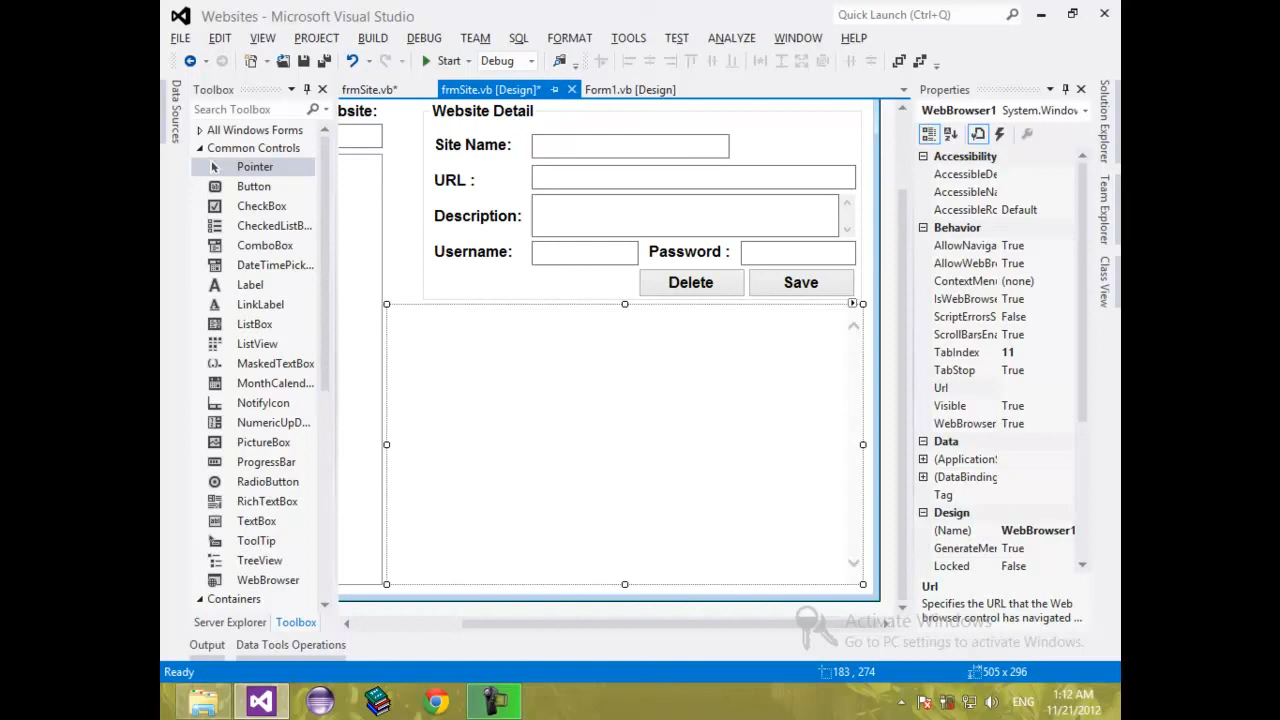 Websites - Microsoft Visual Studio
Quick Launch (Ctrl+Q)
FILE EDIT VIEW PROJECT BUILD DEBUG TEAM SQL FORMAT TOOLS TEST ANALYZE WINDOW HELP
Start Debug
Data Sources
Toolbox
Search Toolbox
All Windows Forms
Common Controls
Pointer
Button
CheckBox
CheckedListB...
ComboBox
DateTimePick...
Label
LinkLabel
ListBox
ListView
MaskedTextBox
MonthCalend...
NotifyIcon
NumericUpD...
PictureBox
ProgressBar
RadioButton
RichTextBox
TextBox
ToolTip
TreeView
WebBrowser
Containers
Server Explorer Toolbox
Output Data Tools Operations
frmSite.vb* frmSite.vb [Design]* Form1.vb [Design]
bsite:
Website Detail
Site Name:
URL :
Description:
Username: Password :
Delete Save
Properties
WebBrowser1 System.Windov
Accessibility
AccessibleDe
AccessibleNa
AccessibleRc Default
Behavior
AllowNaviga True
AllowWebBr True
ContextMen (none)
IsWebBrowse True
ScriptErrorsS False
ScrollBarsEna True
TabIndex 11
TabStop True
Url
Visible True
WebBrowser True
Data
(ApplicationS
(DataBinding
Tag
Design
(Name) WebBrowser1
GenerateMer True
Locked False
Url
Specifies the URL that the Web
browser control has navigated ...
Solution Explorer
Team Explorer
Class View
Activate Windows
Go to PC settings to activate Windows.
Ready
183 , 274
505 x 296
ENG
1:12 AM
11/21/2012